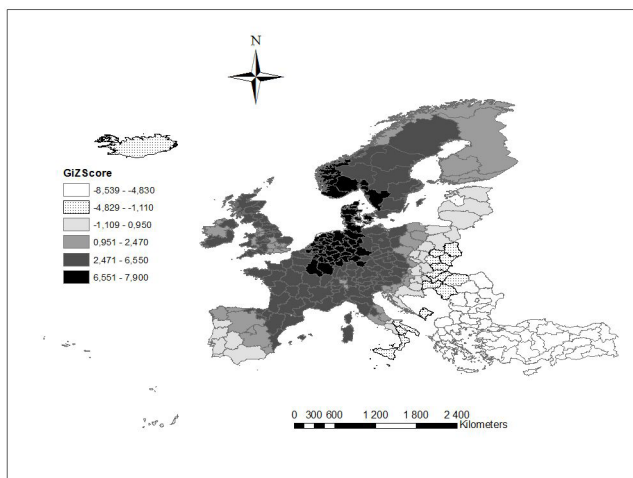 N
GiZScore
-8,539 - -4,830
-4,829 - -1,110
-1,109 - 0,950
0,951 - 2,470
2,471 - 6,550
6,551 - 7,900
0 300 600 1 200 1 800 2 400
Kilometers